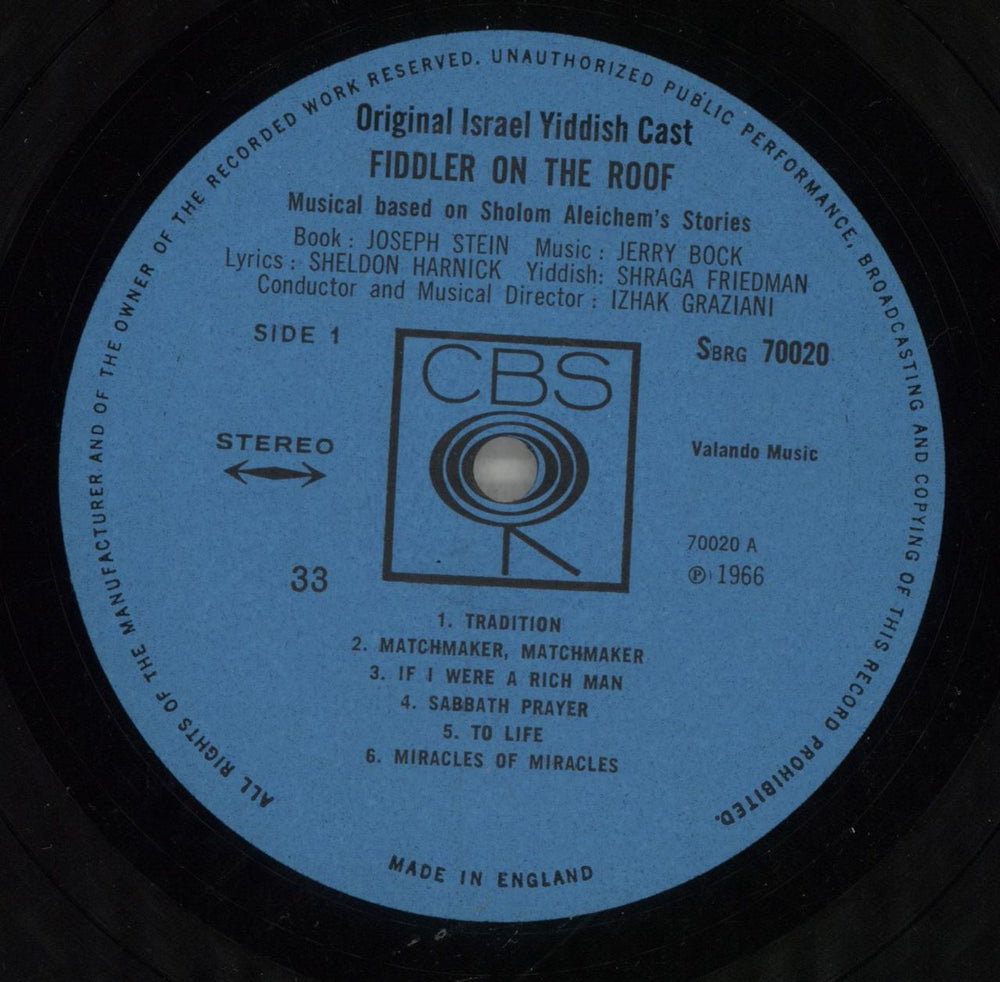 ALL RIGHTS OF THE MANUFACTURER AND OF THE OWNER OF THE RECORDED WORK RESERVED. UNAUTHORIZED PUBLIC PERFORMANCE, BROADCASTING AND COPYING OF THIS RECORD PROHIBITED.
Original Israel Yiddish Cast
FIDDLER ON THE ROOF
Musical based on Sholom Aleichem's Stories
Book : JOSEPH STEIN Music : JERRY BOCK
Lyrics : SHELDON HARNICK Yiddish: SHRAGA FRIEDMAN
Conductor and Musical Director : IZHAK GRAZIANI
SIDE 1
SBRG 70020
CBS
STEREO
Valando Music
70020 A
℗ 1966
33
1. TRADITION
2. MATCHMAKER, MATCHMAKER
3. IF I WERE A RICH MAN
4. SABBATH PRAYER
5. TO LIFE
6. MIRACLES OF MIRACLES
MADE IN ENGLAND